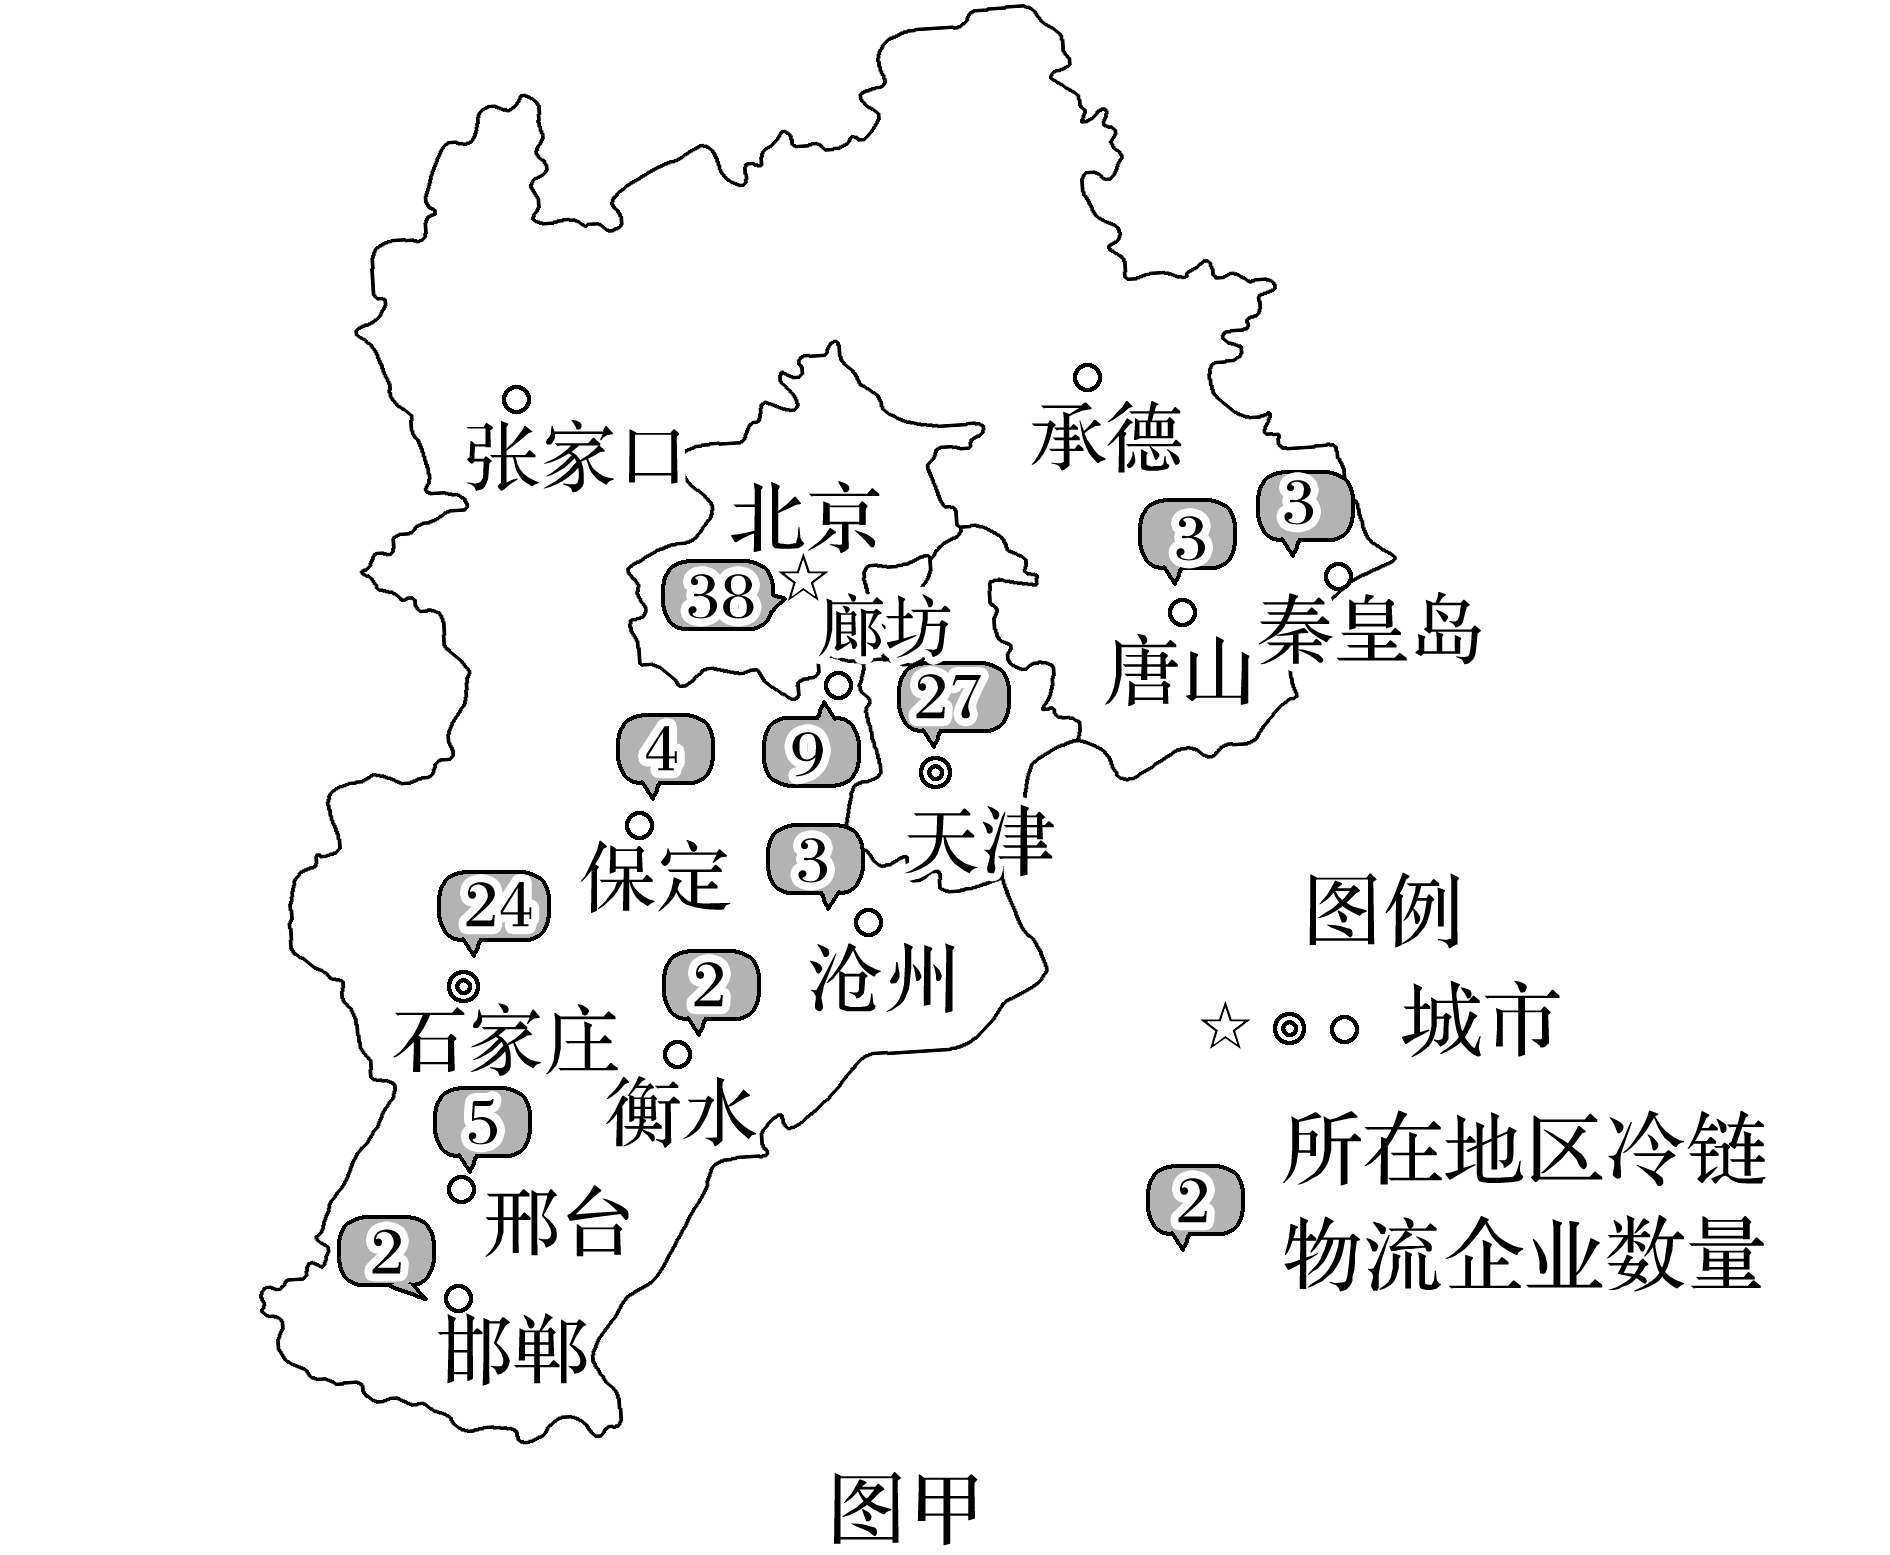 张家口
承德
北京
3
3
38
廊坊
秦皇岛
唐山
27
4
9
天津
保定
3
24
沧州
2
石家庄
衡水
5
邢台
2
邯郸
图例
城市
2
所在地区冷链
物流企业数量
图甲